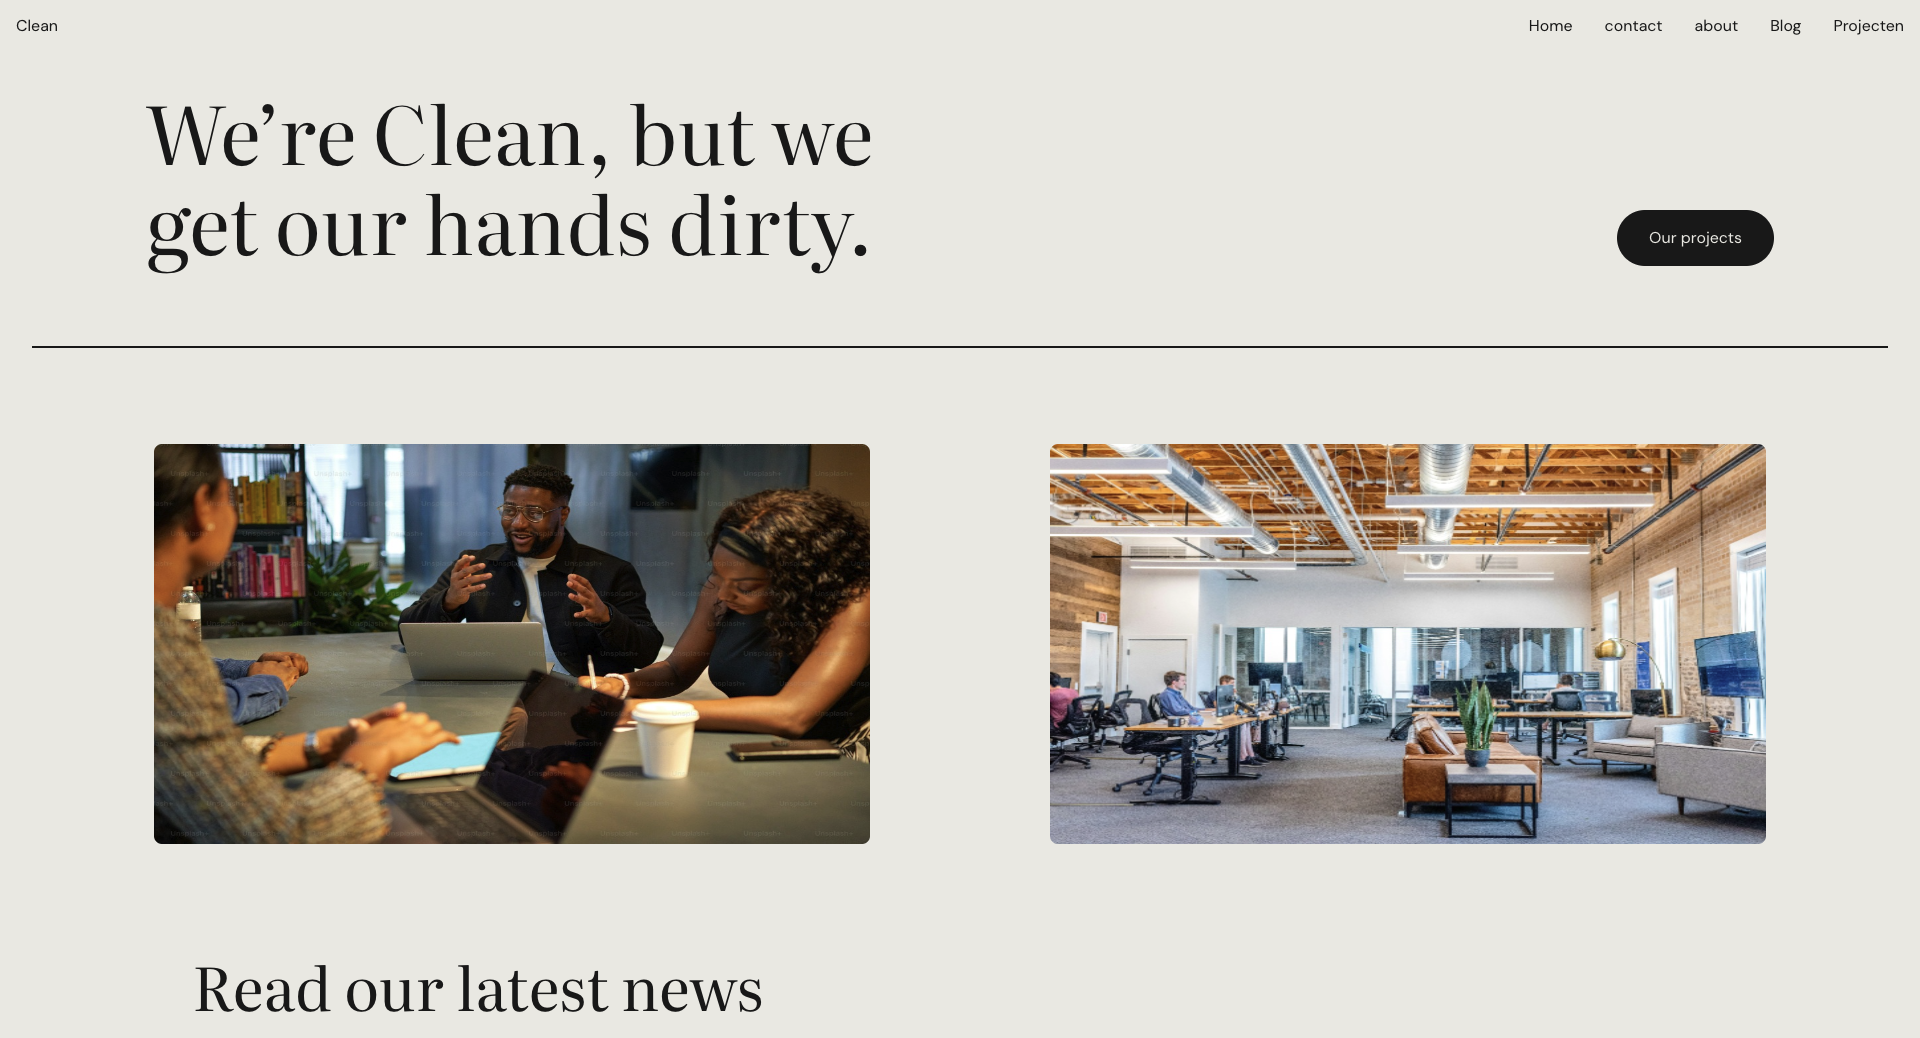 Clean
Home contact about Blog Projecten
We’re Clean, but we
get our hands dirty.
Our projects
Unsplash+
Read our latest news